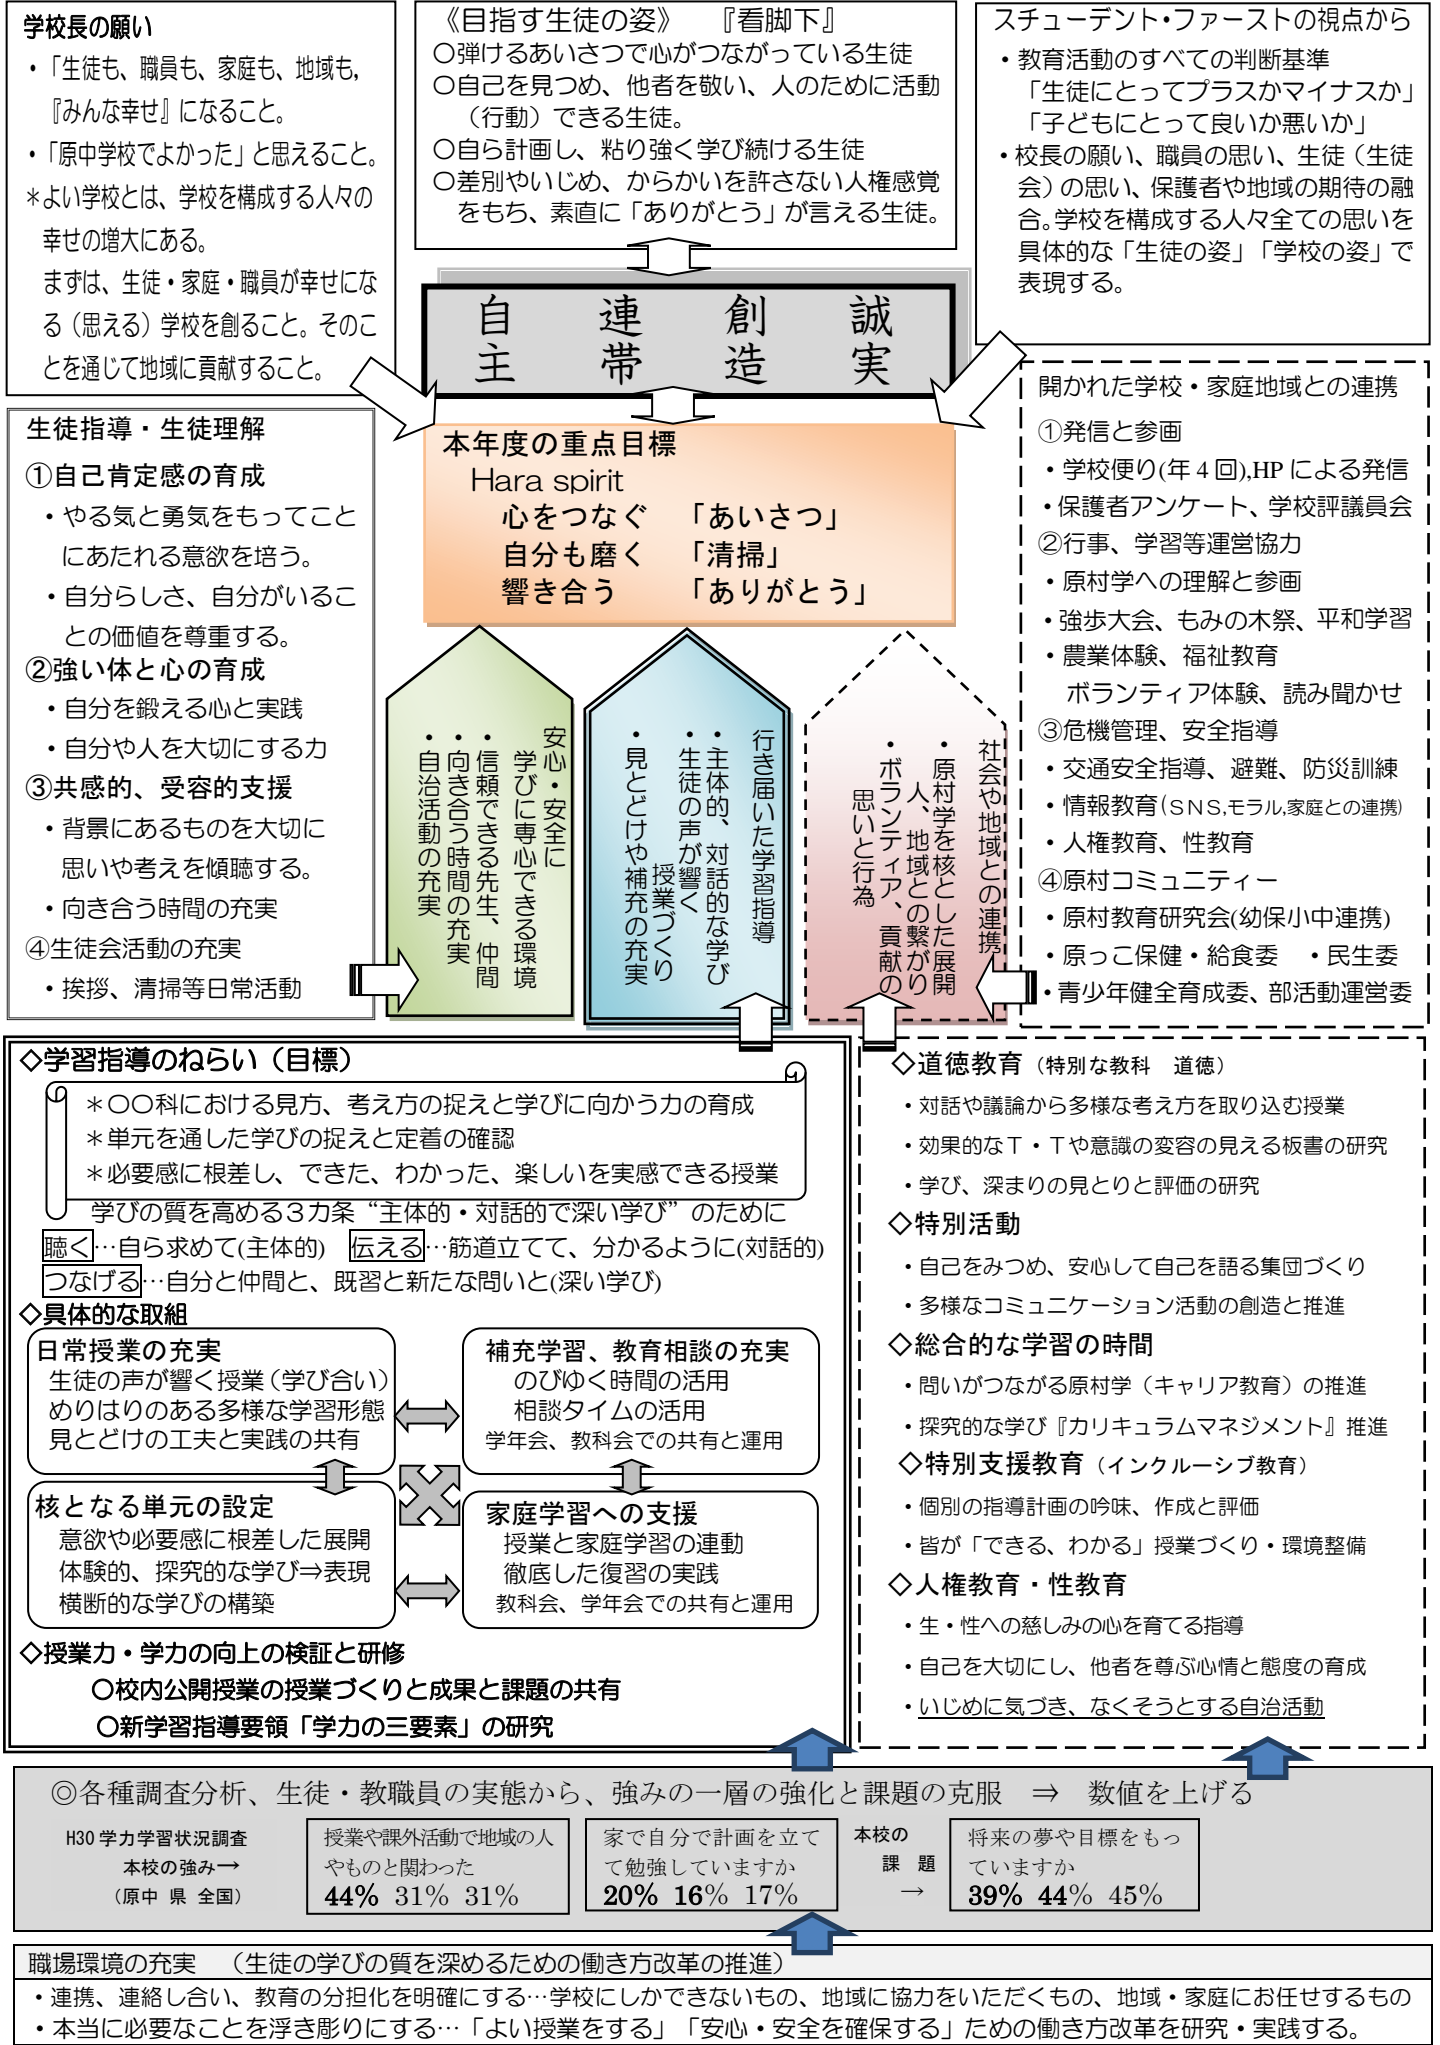 学校長の願い
・「生徒も、職員も、家庭も、地域も,
『みんな幸せ』になること。
・「原中学校でよかった」と思えること。
＊よい学校とは、学校を構成する人々の
幸せの増大にある。
まずは、生徒・家庭・職員が幸せにな
る（思える）学校を創ること。そのこ
とを通じて地域に貢献すること。
《目指す生徒の姿》　『看脚下』
〇弾けるあいさつで心がつながっている生徒
〇自己を見つめ、他者を敬い、人のために活動
（行動）できる生徒。
〇自ら計画し、粘り強く学び続ける生徒
〇差別やいじめ、からかいを許さない人権感覚
をもち、素直に「ありがとう」が言える生徒。
スチューデント・ファーストの視点から
・教育活動のすべての判断基準
「生徒にとってプラスかマイナスか」
「子どもにとって良いか悪いか」
・校長の願い、職員の思い、生徒（生徒
会）の思い、保護者や地域の期待の融
合。学校を構成する人々全ての思いを
具体的な「生徒の姿」「学校の姿」で
表現する。
自主　連帯　創造　誠実
本年度の重点目標
Hara spirit
心をつなぐ　「あいさつ」
自分も磨く　「清掃」
響き合う　「ありがとう」
生徒指導・生徒理解
①自己肯定感の育成
・やる気と勇気をもってこと
にあたれる意欲を培う。
・自分らしさ、自分がいるこ
との価値を尊重する。
②強い体と心の育成
・自分を鍛える心と実践
・自分や人を大切にする力
③共感的、受容的支援
・背景にあるものを大切に
思いや考えを傾聴する。
・向き合う時間の充実
④生徒会活動の充実
・挨拶、清掃等日常活動
安心・安全に
学びに専心できる環境
・信頼できる先生、仲間
・向き合う時間の充実
・自治活動の充実
行き届いた学習指導
・主体的、対話的な学び
・生徒の声が響く
授業づくり
・見とどけや補充の充実
社会や地域との連携
・原村学を核とした展開
人、地域との繋がり
・ボランティア、貢献の
思いと行為
開かれた学校・家庭地域との連携
①発信と参画
・学校便り(年４回),HP による発信
・保護者アンケート、学校評議員会
②行事、学習等運営協力
・原村学への理解と参画
・強歩大会、もみの木祭、平和学習
・農業体験、福祉教育
ボランティア体験、読み聞かせ
③危機管理、安全指導
・交通安全指導、避難、防災訓練
・情報教育(ＳＮＳ,モラル,家庭との連携)
・人権教育、性教育
④原村コミュニティー
・原村教育研究会(幼保小中連携)
・原っこ保健・給食委　・民生委
・青少年健全育成委、部活動運営委
◇学習指導のねらい（目標）
＊〇〇科における見方、考え方の捉えと学びに向かう力の育成
＊単元を通した学びの捉えと定着の確認
＊必要感に根差し、できた、わかった、楽しいを実感できる授業
学びの質を高める３カ条“主体的・対話的で深い学び”のために
聴く…自ら求めて(主体的)　伝える…筋道立てて、分かるように(対話的)
つなげる…自分と仲間と、既習と新たな問いと(深い学び)
◇具体的な取組
日常授業の充実
生徒の声が響く授業（学び合い）
めりはりのある多様な学習形態
見とどけの工夫と実践の共有
補充学習、教育相談の充実
のびゆく時間の活用
相談タイムの活用
学年会、教科会での共有と運用
核となる単元の設定
意欲や必要感に根差した展開
体験的、探究的な学び⇒表現
横断的な学びの構築
家庭学習への支援
授業と家庭学習の連動
徹底した復習の実践
教科会、学年会での共有と運用
◇授業力・学力の向上の検証と研修
〇校内公開授業の授業づくりと成果と課題の共有
〇新学習指導要領「学力の三要素」の研究
◇道徳教育（特別な教科　道徳）
・対話や議論から多様な考え方を取り込む授業
・効果的なＴ・Ｔや意識の変容の見える板書の研究
・学び、深まりの見とりと評価の研究
◇特別活動
・自己をみつめ、安心して自己を語る集団づくり
・多様なコミュニケーション活動の創造と推進
◇総合的な学習の時間
・問いがつながる原村学（キャリア教育）の推進
・探究的な学び『カリキュラムマネジメント』推進
◇特別支援教育（インクルーシブ教育）
・個別の指導計画の吟味、作成と評価
・皆が「できる、わかる」授業づくり・環境整備
◇人権教育・性教育
・生・性への慈しみの心を育てる指導
・自己を大切にし、他者を尊ぶ心情と態度の育成
・いじめに気づき、なくそうとする自治活動
◎各種調査分析、生徒・教職員の実態から、強みの一層の強化と課題の克服　⇒　数値を上げる
H30 学力学習状況調査
本校の強み→
（原中 県 全国）
授業や課外活動で地域の人
やものと関わった
44% 31% 31%
家で自分で計画を立て
て勉強していますか
20% 16% 17%
本校の
課　題
→
将来の夢や目標をもっ
ていますか
39% 44% 45%
職場環境の充実　（生徒の学びの質を深めるための働き方改革の推進）
・連携、連絡し合い、教育の分担化を明確にする…学校にしかできないもの、地域に協力をいただくもの、地域・家庭にお任せするもの
・本当に必要なことを浮き彫りにする…「よい授業をする」「安心・安全を確保する」ための働き方改革を研究・実践する。